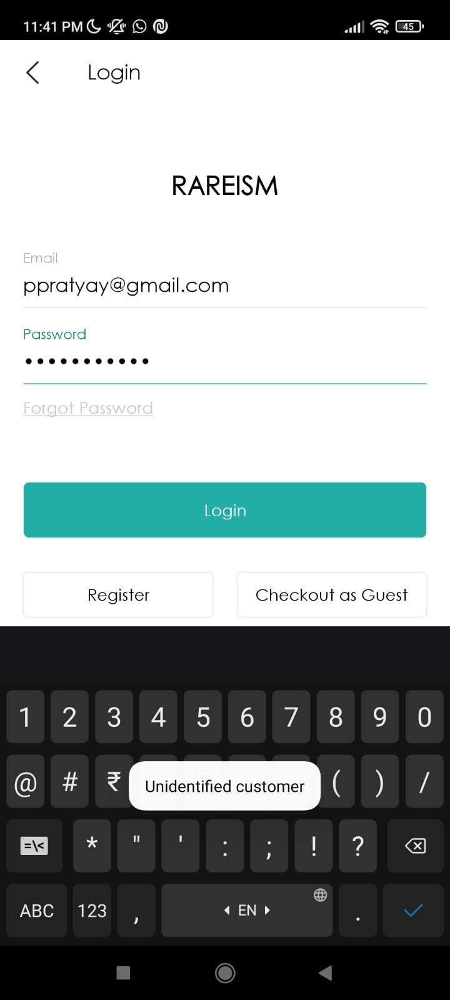 11:41 PM
45
Login
RAREISM
Email
ppratyay@gmail.com
Password
Forgot Password
Login
Register Checkout as Guest
1 2 3 4 5 6 7 8 9 0
@ # ₹ ( ) /
Unidentified customer
=\< * " ' : ; ! ?
ABC 123 , EN .